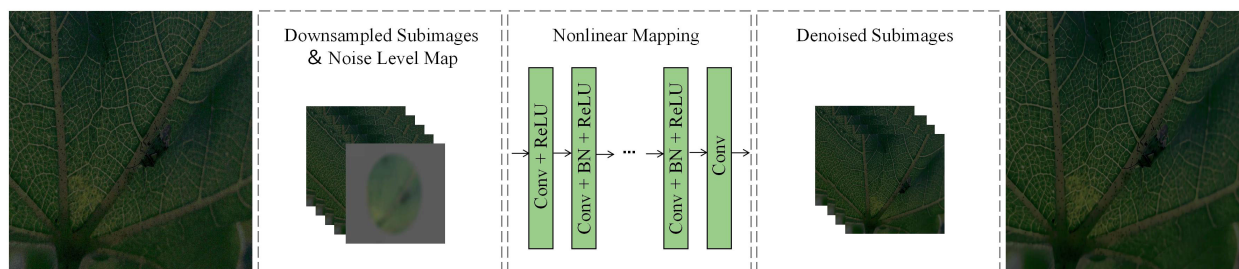 Downsampled Subimages
& Noise Level Map
Nonlinear Mapping
Denoised Subimages
Conv + ReLU
Conv + BN + ReLU
...
Conv + BN + ReLU
Conv